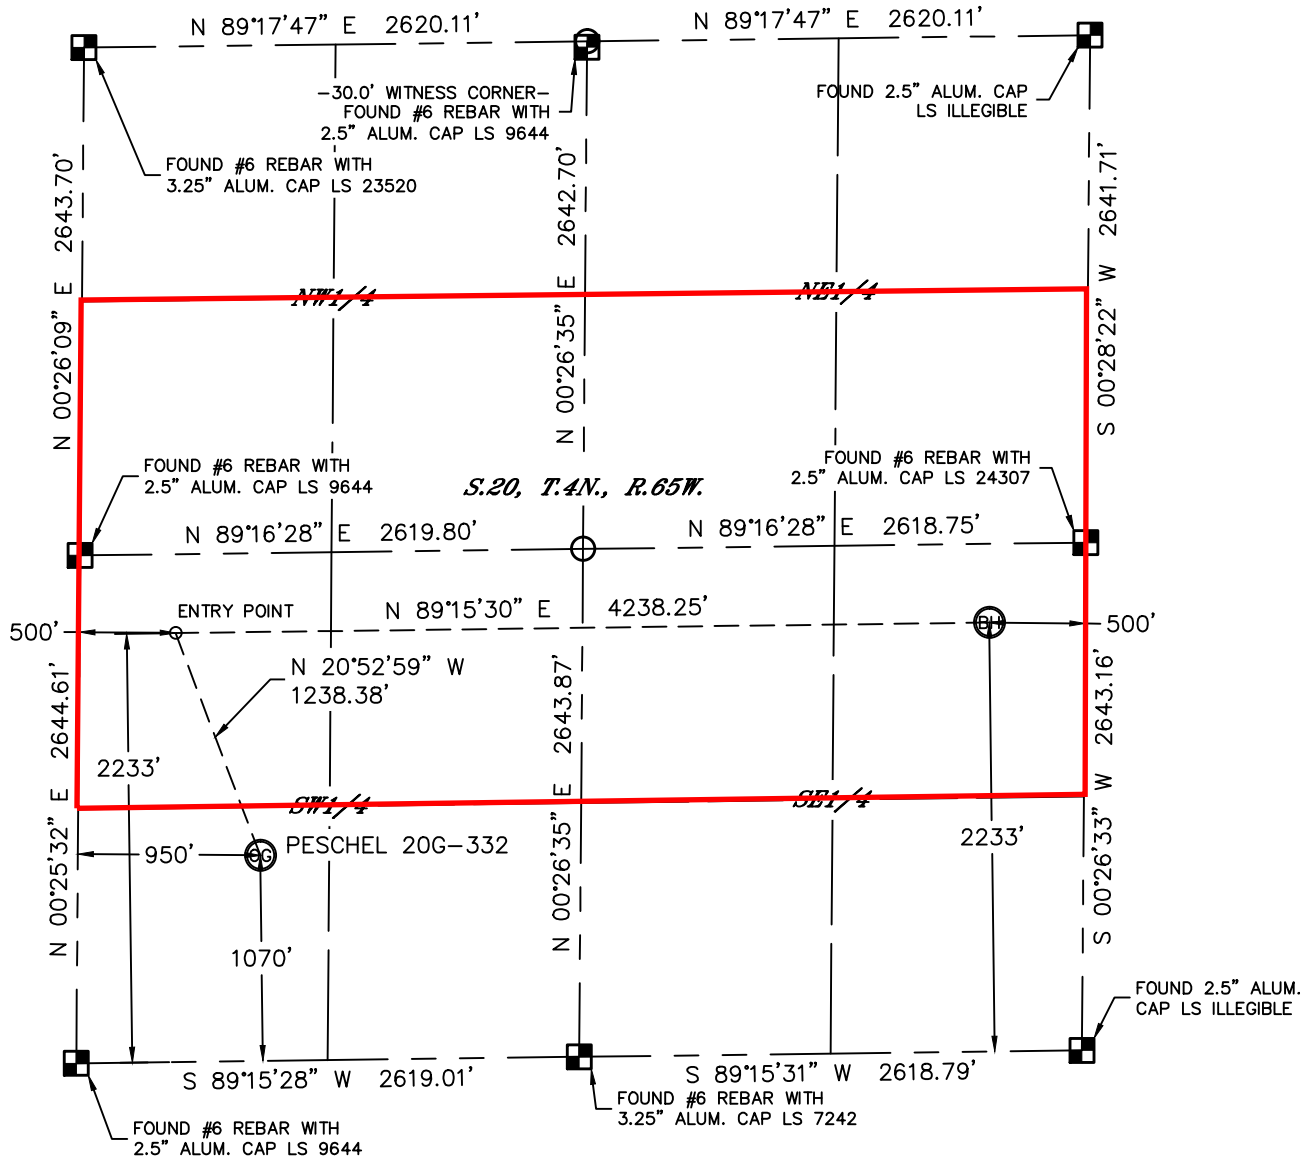 N 89°17'47" E 2620.11'
N 89°17'47" E 2620.11'
-30.0' WITNESS CORNER-
FOUND #6 REBAR WITH
2.5" ALUM. CAP LS 9644
FOUND 2.5" ALUM. CAP
LS ILLEGIBLE
FOUND #6 REBAR WITH
3.25" ALUM. CAP LS 23520
N 00°26'09" E 2643.70'
N 00°26'35" E 2642.70'
S 00°28'22" W 2641.71'
NW1/4
NE1/4
FOUND #6 REBAR WITH
2.5" ALUM. CAP LS 9644
S.20, T.4N., R.65W.
FOUND #6 REBAR WITH
2.5" ALUM. CAP LS 24307
N 89°16'28" E 2619.80'
N 89°16'28" E 2618.75'
ENTRY POINT
N 89°15'30" E 4238.25'
BH
500'
500'
N 20°52'59" W
1238.38'
N 00°25'32" E 2644.61'
N 00°26'35" E 2643.87'
S 00°26'33" W 2643.16'
2233'
SW1/4
SE1/4
2233'
950'
OG
PESCHEL 20G-332
1070'
FOUND 2.5" ALUM.
CAP LS ILLEGIBLE
S 89°15'28" W 2619.01'
S 89°15'31" W 2618.79'
FOUND #6 REBAR WITH
3.25" ALUM. CAP LS 7242
FOUND #6 REBAR WITH
2.5" ALUM. CAP LS 9644